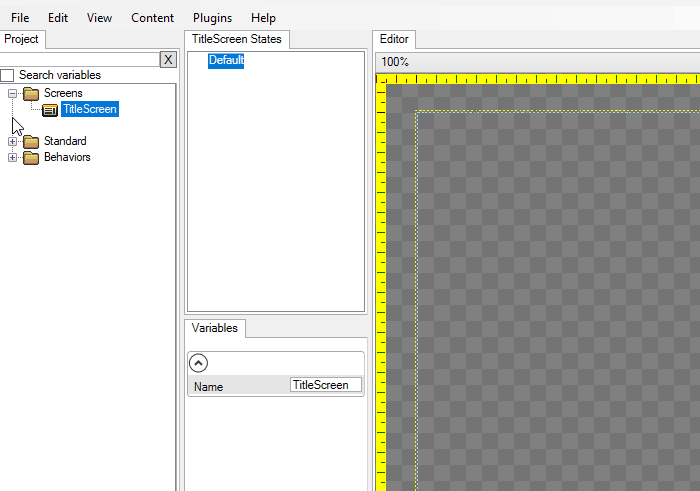 File Edit View Content Plugins Help
Project
X
Search variables
Screens
TitleScreen
Standard
Behaviors
TitleScreen States
Default
Variables
Name TitleScreen
Editor
100%